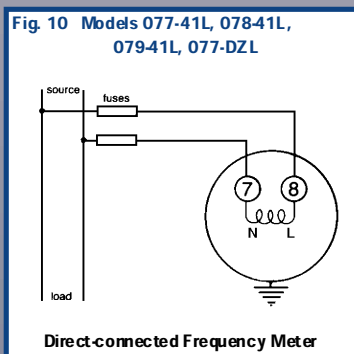 Fig. 10 Models 077-41L, 078-41L,
079-41L, 077-DZL
source
fuses
7 8
N L
load
Direct-connected Frequency Meter